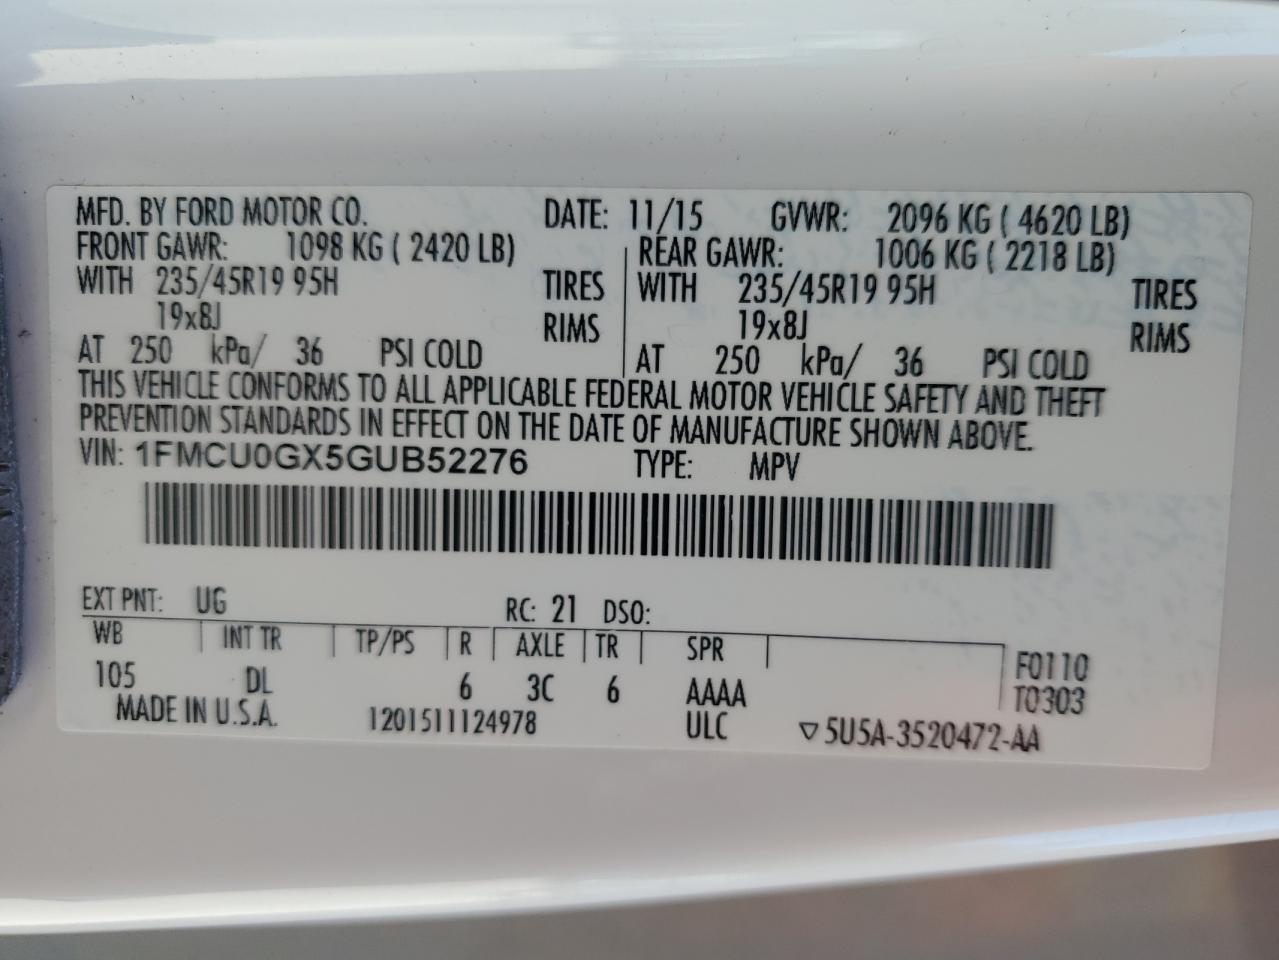 MFD. BY FORD MOTOR CO. DATE: 11/15 GVWR: 2096 KG ( 4620 LB)
FRONT GAWR: 1098 KG ( 2420 LB) REAR GAWR: 1006 KG ( 2218 LB)
WITH 235/45R19 95H TIRES WITH 235/45R19 95H TIRES
19x8J RIMS 19x8J RIMS
AT 250 kPa/ 36 PSI COLD AT 250 kPa/ 36 PSI COLD
THIS VEHICLE CONFORMS TO ALL APPLICABLE FEDERAL MOTOR VEHICLE SAFETY AND THEFT
PREVENTION STANDARDS IN EFFECT ON THE DATE OF MANUFACTURE SHOWN ABOVE.
VIN: 1FMCU0GX5GUB52276 TYPE: MPV
EXT PNT: UG RC: 21 DSO:
WB INT TR TP/PS R AXLE TR SPR
105 DL 6 3C 6 AAAA F0110
T0303
MADE IN U.S.A. 1201511124978 ULC ▽5U5A-3520472-AA